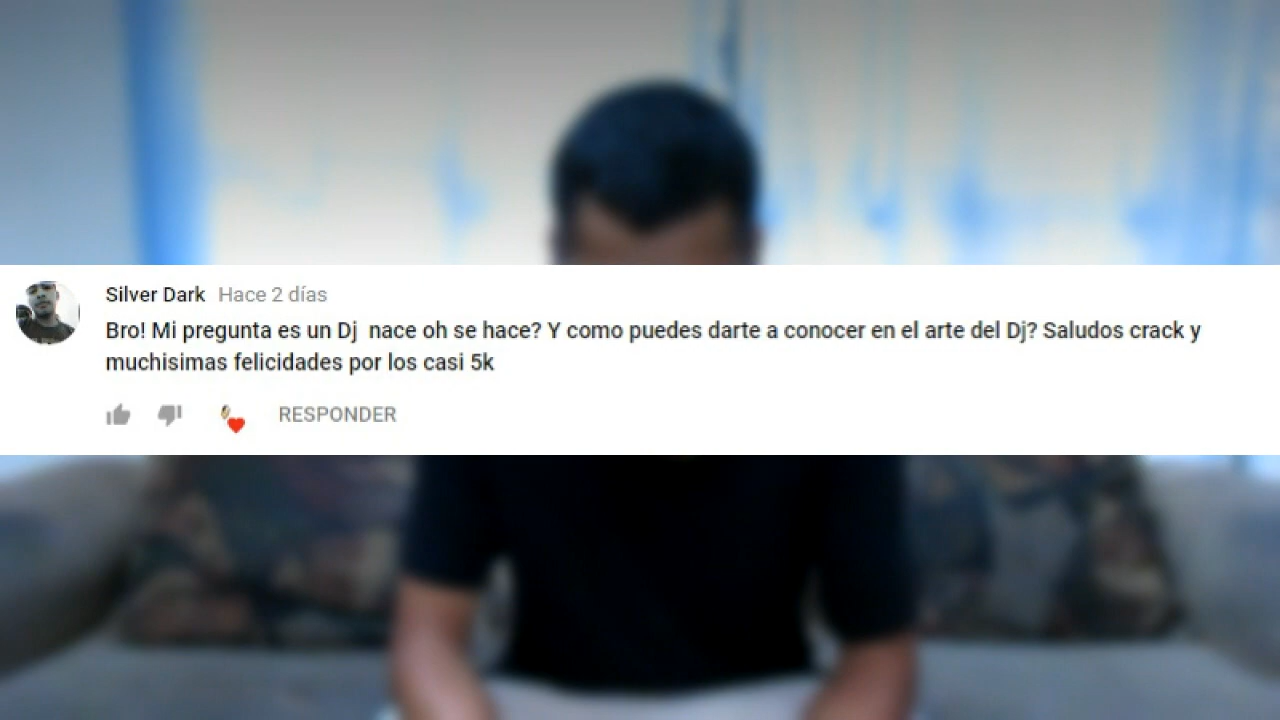 Silver Dark Hace 2 días
Bro! Mi pregunta es un Dj nace oh se hace? Y como puedes darte a conocer en el arte del Dj? Saludos crack y
muchisimas felicidades por los casi 5k
RESPONDER